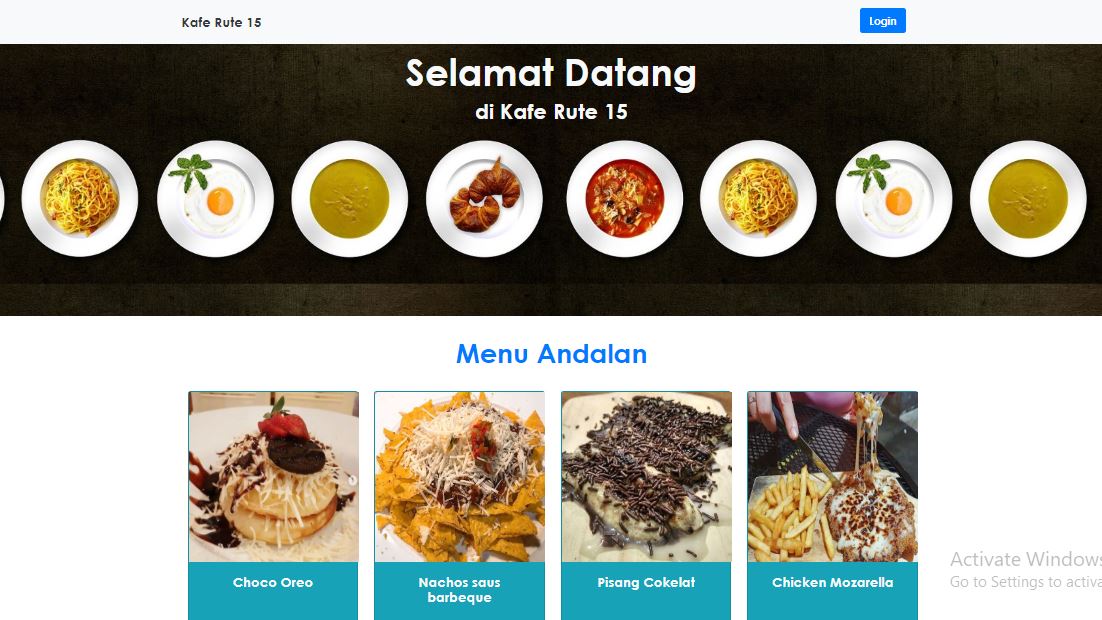 Kafe Rute 15
Login
Selamat Datang
di Kafe Rute 15
Menu Andalan
Choco Oreo
Nachos saus
barbeque
Pisang Cokelat
Chicken Mozarella
Activate Windows
Go to Settings to activa